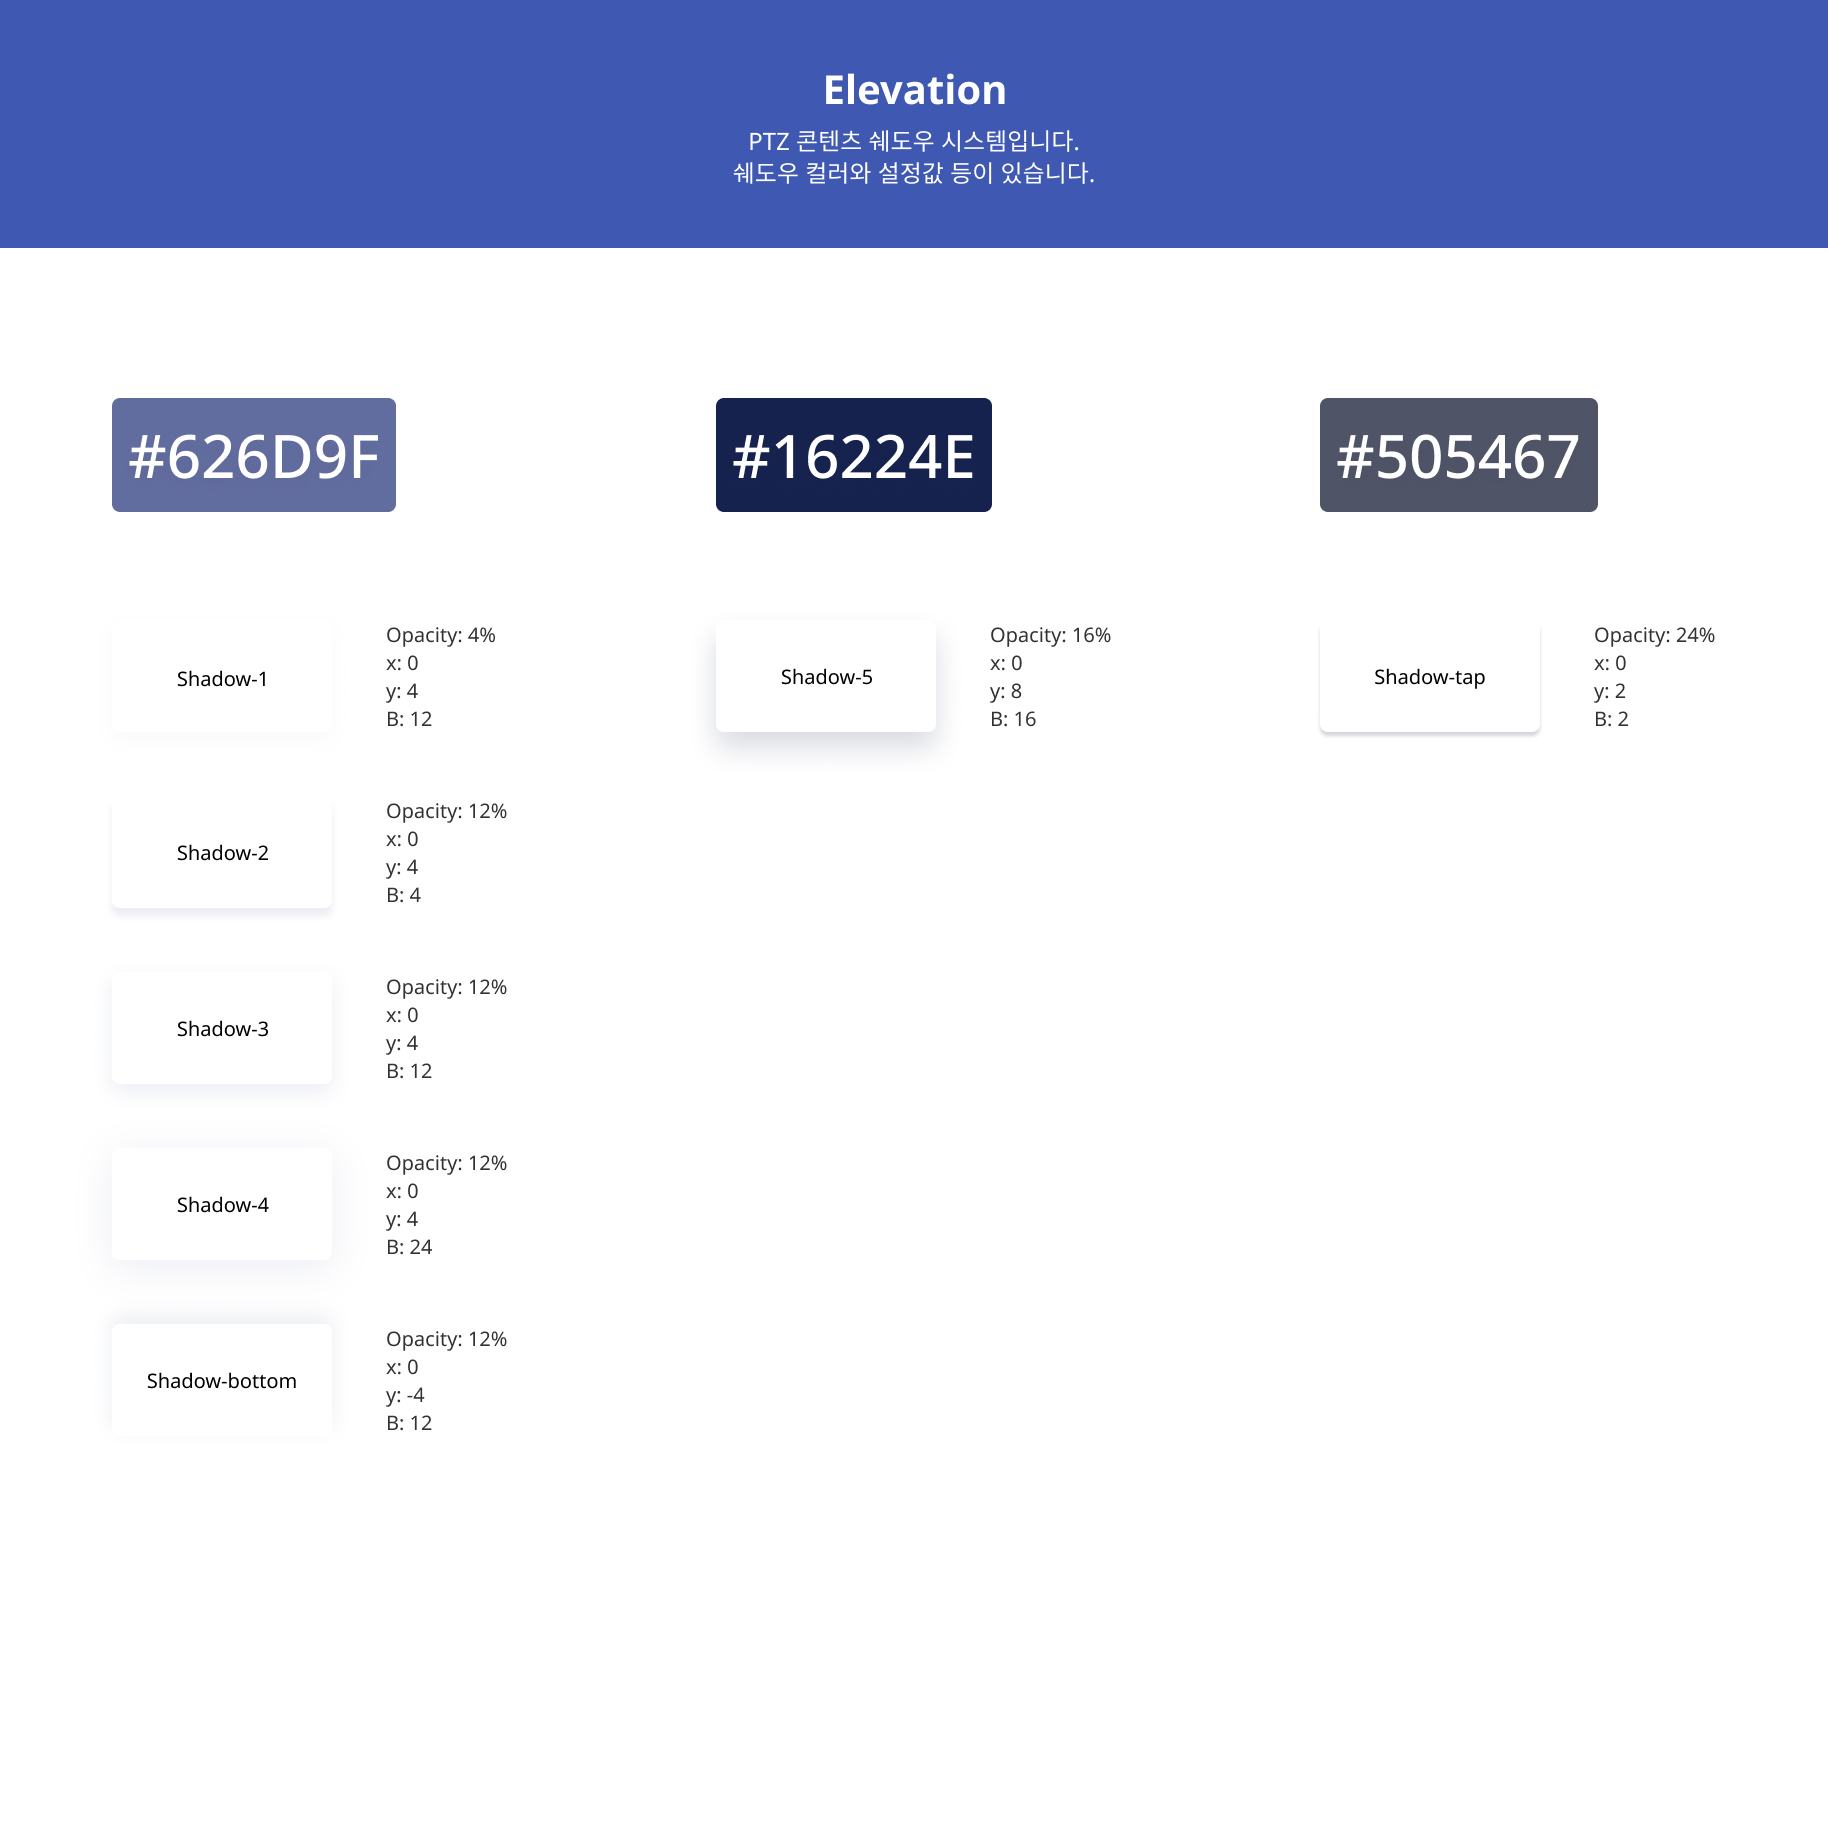 Elevation
PTZ 콘텐츠 쉐도우 시스템입니다.
쉐도우 컬러와 설정값 등이 있습니다.
#626D9F
Shadow-1
Opacity: 4%
x: 0
y: 4
B: 12
Shadow-2
Opacity: 12%
x: 0
y: 4
B: 4
Shadow-3
Opacity: 12%
x: 0
y: 4
B: 12
Shadow-4
Opacity: 12%
x: 0
y: 4
B: 24
Shadow-bottom
Opacity: 12%
x: 0
y: -4
B: 12
#16224E
Shadow-5
Opacity: 16%
x: 0
y: 8
B: 16
#505467
Shadow-tap
Opacity: 24%
x: 0
y: 2
B: 2